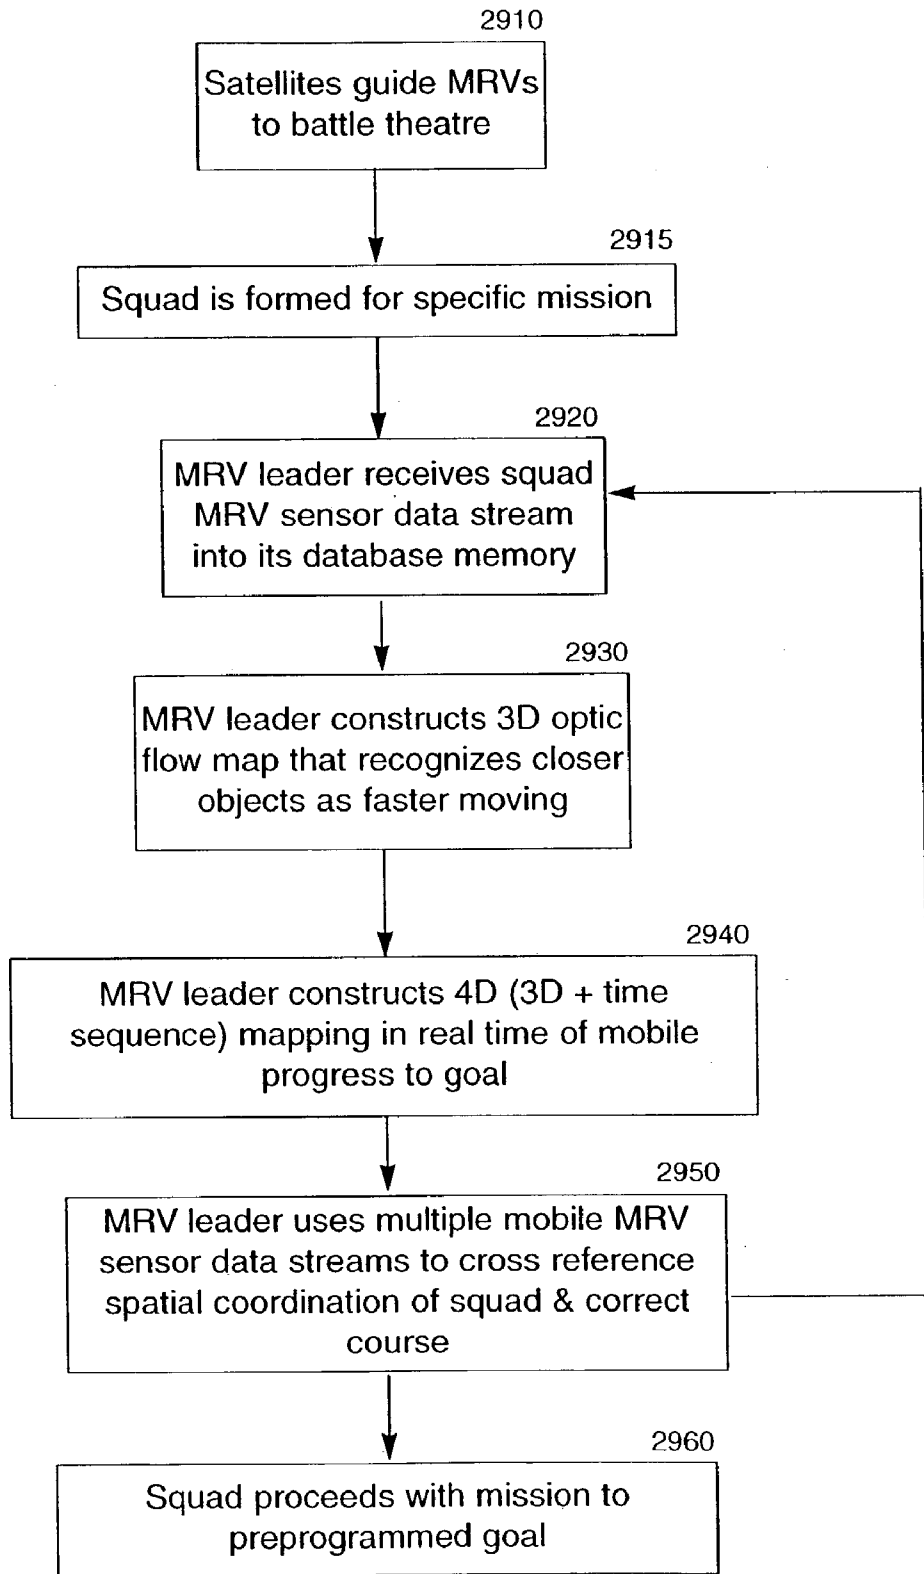 2910
Satellites guide MRVs
to battle theatre
2915
Squad is formed for specific mission
2920
MRV leader receives squad
MRV sensor data stream
into its database memory
2930
MRV leader constructs 3D optic
flow map that recognizes closer
objects as faster moving
2940
MRV leader constructs 4D (3D + time
sequence) mapping in real time of mobile
progress to goal
2950
MRV leader uses multiple mobile MRV
sensor data streams to cross reference
spatial coordination of squad & correct
course
2960
Squad proceeds with mission to
preprogrammed goal